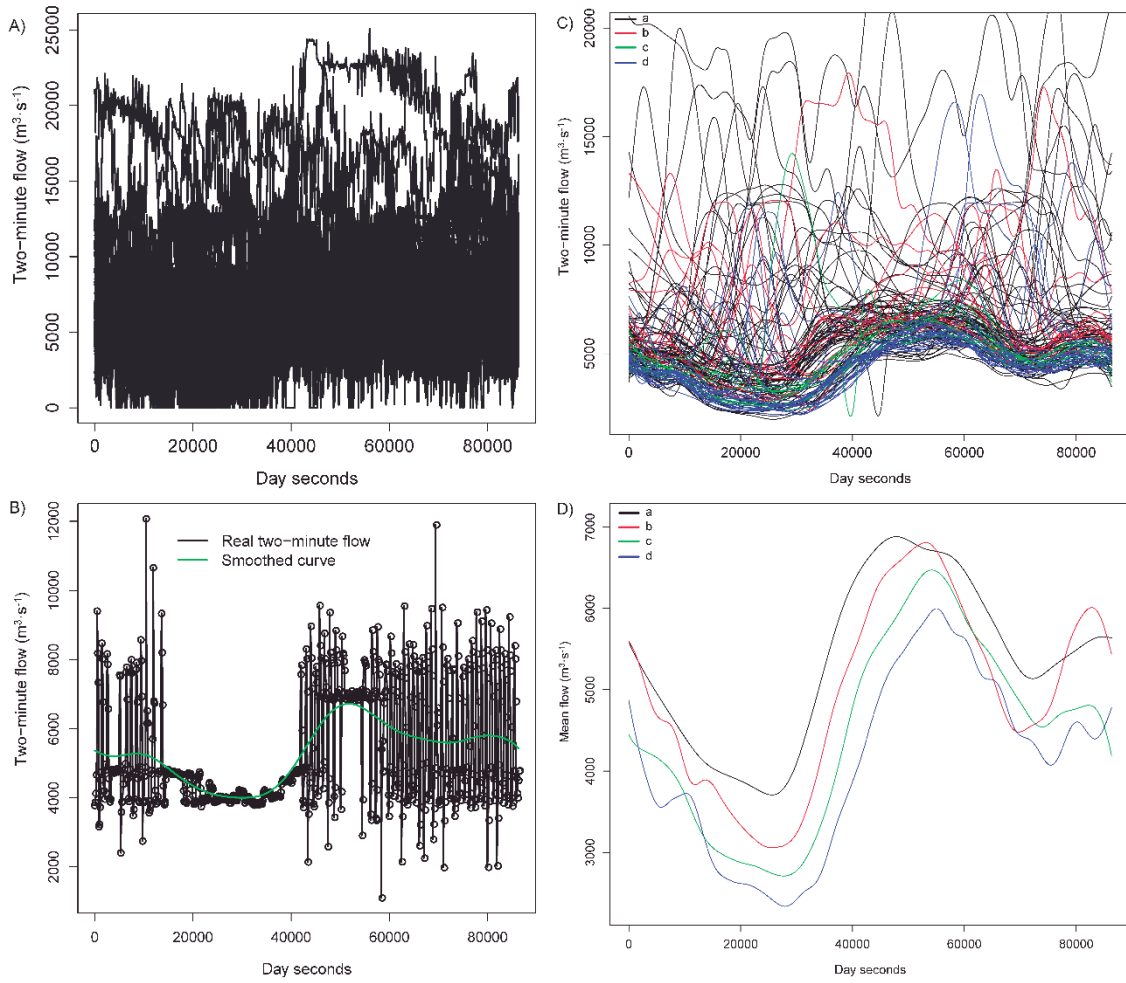 A)
25000
20000
15000
10000
5000
0
Two−minute flow (m³·s⁻¹)
0 20000 40000 60000 80000
Day seconds
C)
a
b
c
d
20000
15000
10000
5000
Two−minute flow (m³·s⁻¹)
0 20000 40000 60000 80000
Day seconds
B)
Real two−minute flow
Smoothed curve
12000
10000
8000
6000
4000
2000
Two−minute flow (m³·s⁻¹)
0 20000 40000 60000 80000
Day seconds
D)
a
b
c
d
7000
6000
5000
4000
3000
Mean flow (m³·s⁻¹)
0 20000 40000 60000 80000
Day seconds